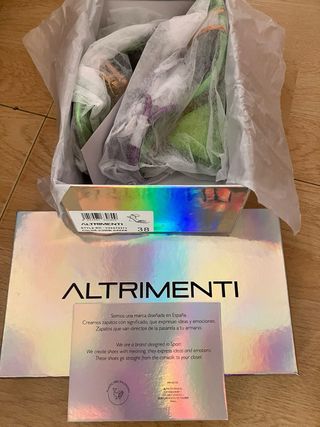 ALTRIMENTI
38
ALTRIMENTI
Somos una marca diseñada en España.
Creamos zapatos con significado, que expresan ideas y emociones.
Zapatos que van directos de la pasarela a tu armario.
We are a brand designed in Spain.
We create shoes with meaning, they express ideas and emotions.
These shoes go straight from the catwalk to your closet.